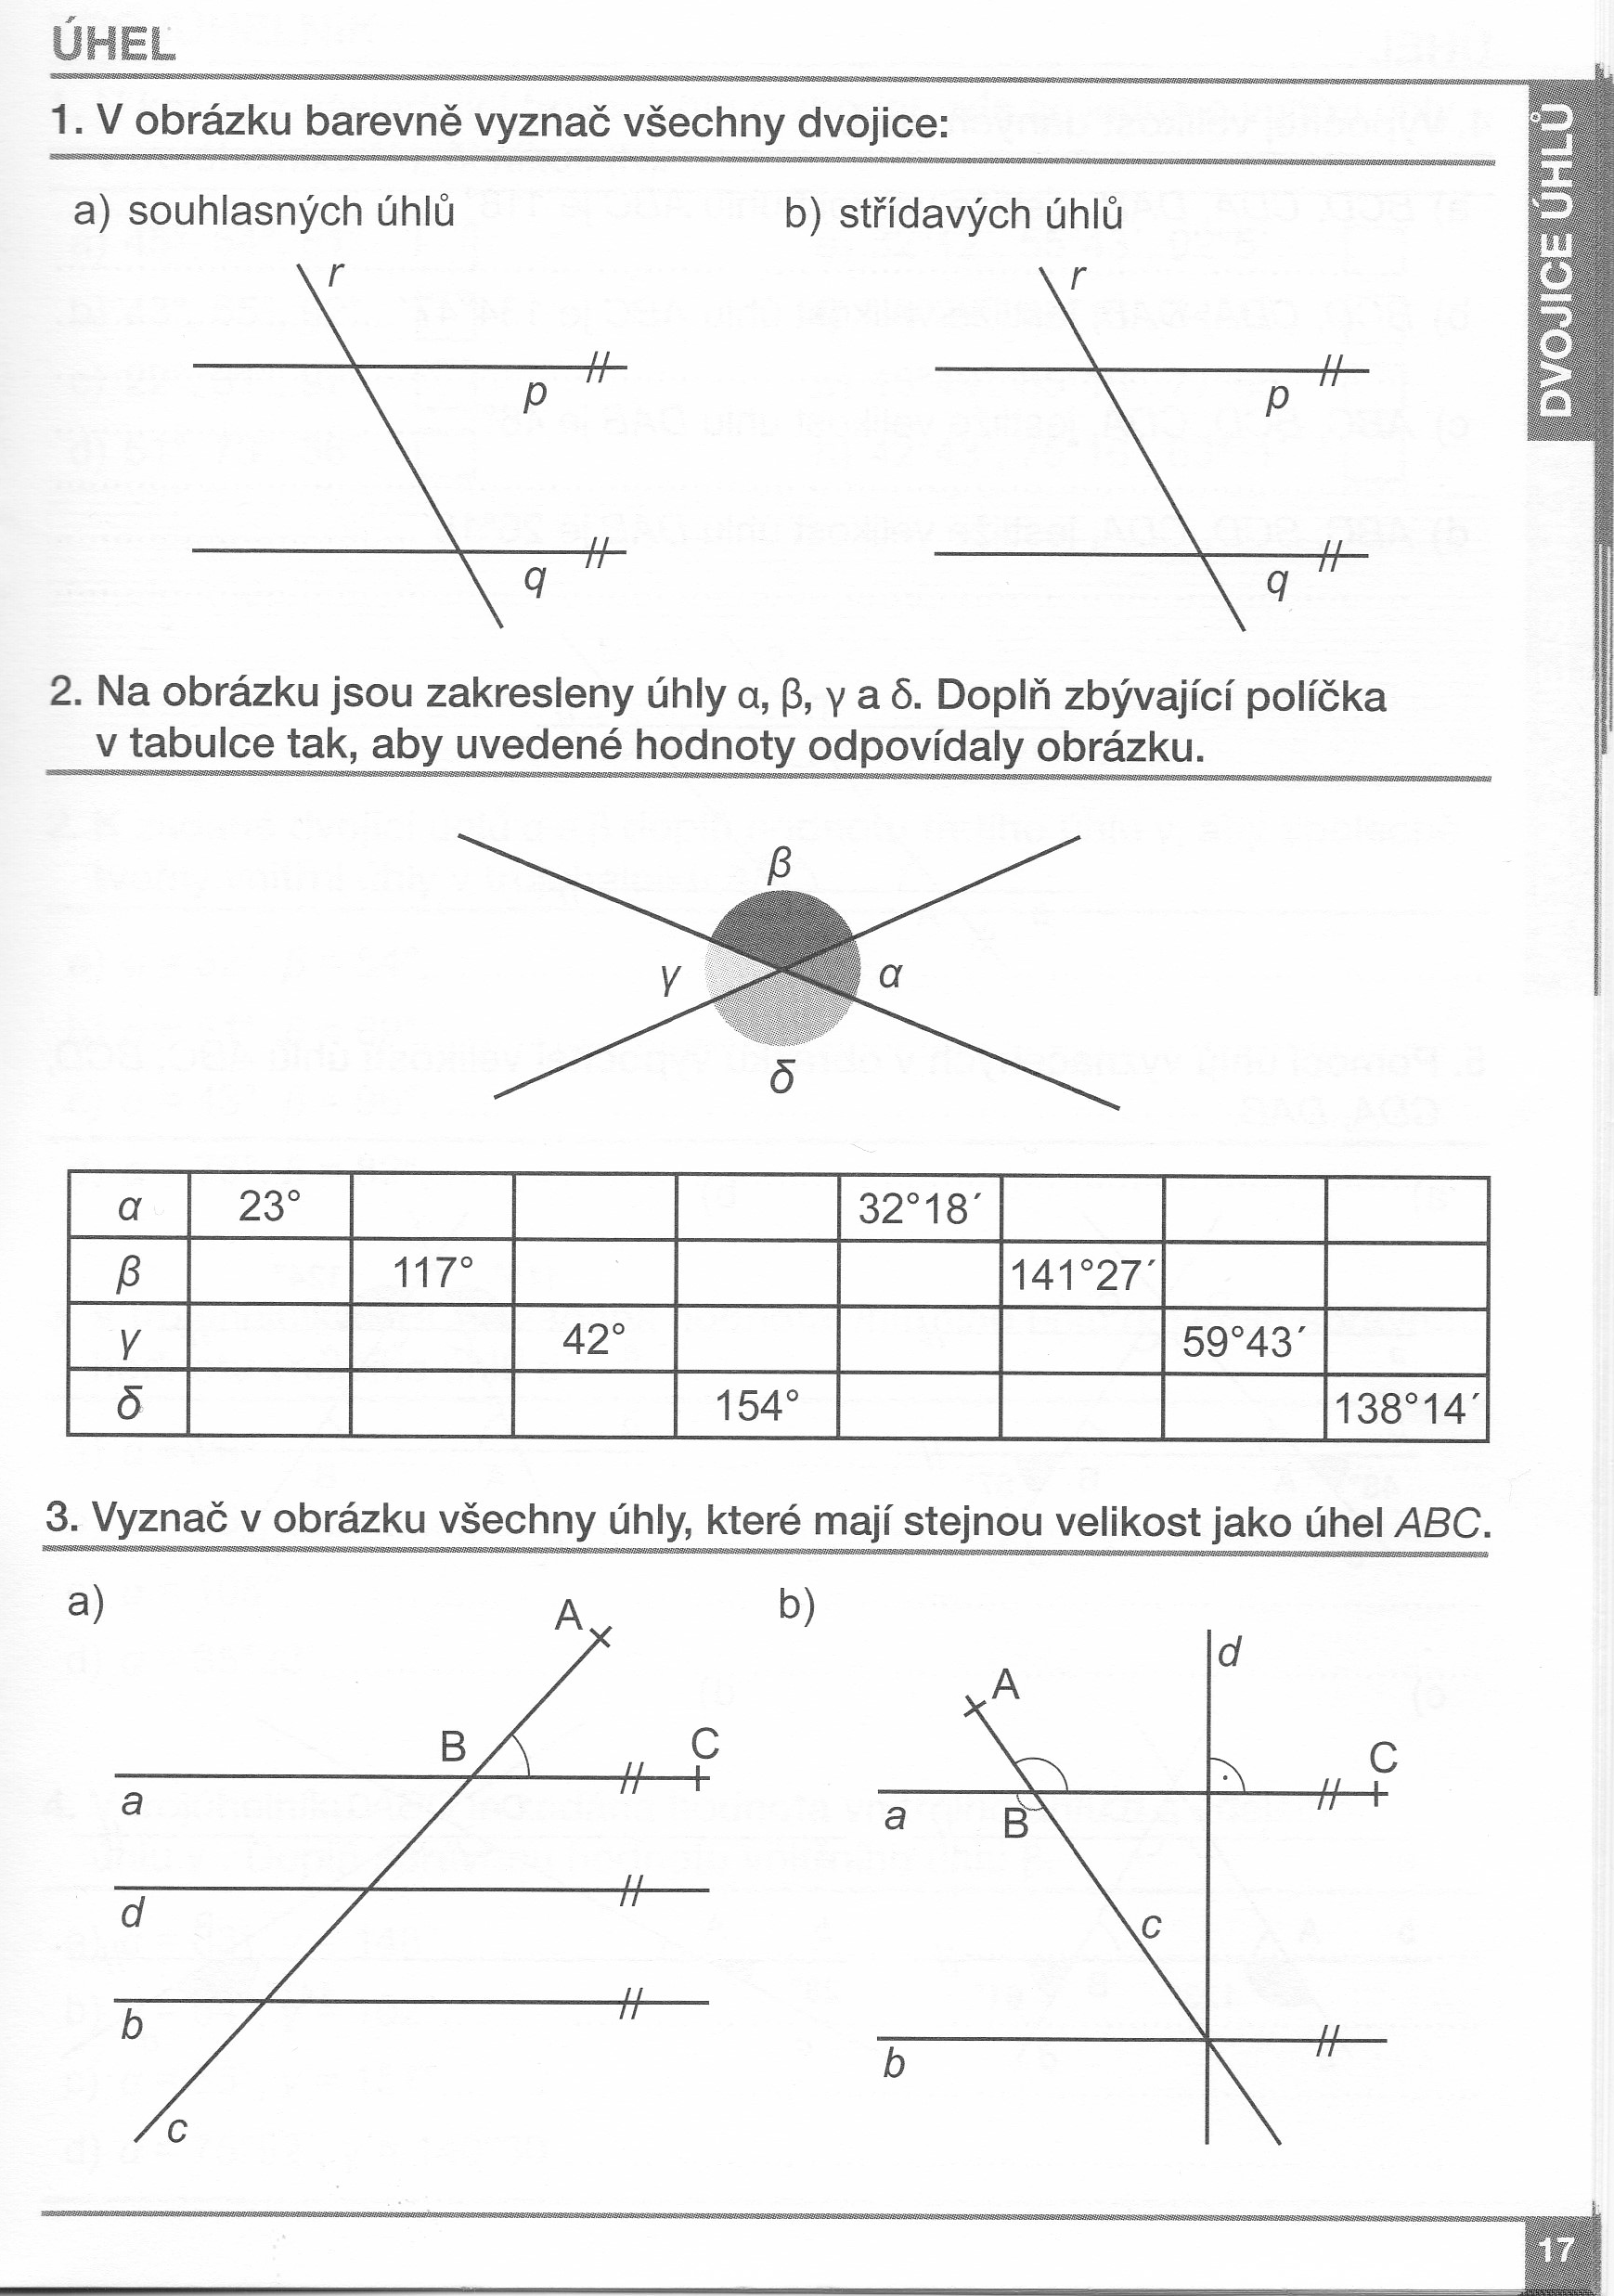 ÚHEL
DVOJICE ÚHLŮ
1. V obrázku barevně vyznač všechny dvojice:
a) souhlasných úhlů
b) střídavých úhlů
r
p
q
r
p
q
2. Na obrázku jsou zakresleny úhly α, β, γ a δ. Doplň zbývající políčka
v tabulce tak, aby uvedené hodnoty odpovídaly obrázku.
β
γ
α
δ
α 23° 32°18´
β 117° 141°27´
γ 42° 59°43´
δ 154° 138°14´
3. Vyznač v obrázku všechny úhly, které mají stejnou velikost jako úhel ABC.
a)
A
B
C
a
d
b
c
b)
d
A
C
a
B
c
b
17